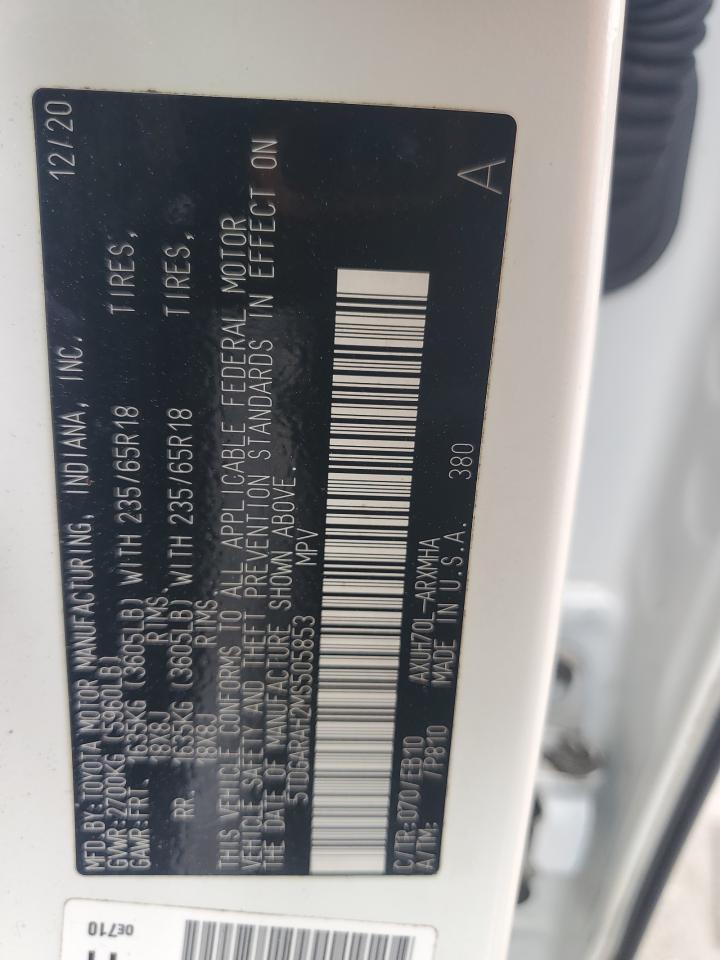 MFD.BY:TOYOTA MOTOR MANUFACTURING, INDIANA, INC. 12/20
GVWR:2700KG (5960LB)
GAWR:FRT. 1635KG (3605LB) WITH 235/65R18 TIRES,
18X8J RIMS
RR. 1635KG (3605LB) WITH 235/65R18 TIRES,
18X8J RIMS
THIS VEHICLE CONFORMS TO ALL APPLICABLE FEDERAL MOTOR
VEHICLE SAFETY AND THEFT PREVENTION STANDARDS IN EFFECT ON
THE DATE OF MANUFACTURE SHOWN ABOVE.
5TDGARAH2MS505853 MPV
C/TR:070/EB10 AXUH70L-ARXMHA
A/TM: /P810 MADE IN U.S.A. 380 A
0E710